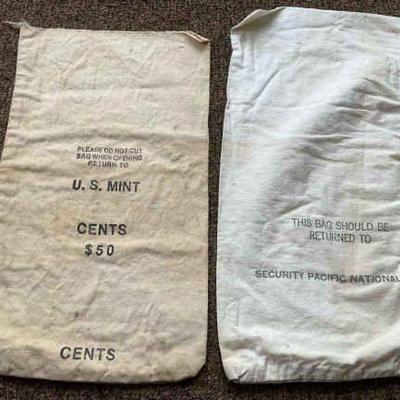 PLEASE DO NOT CUT
BAG WHEN OPENING
RETURN TO
U. S. MINT
CENTS
$50
CENTS
THIS BAG SHOULD BE
RETURNED TO
SECURITY PACIFIC NATIONAL